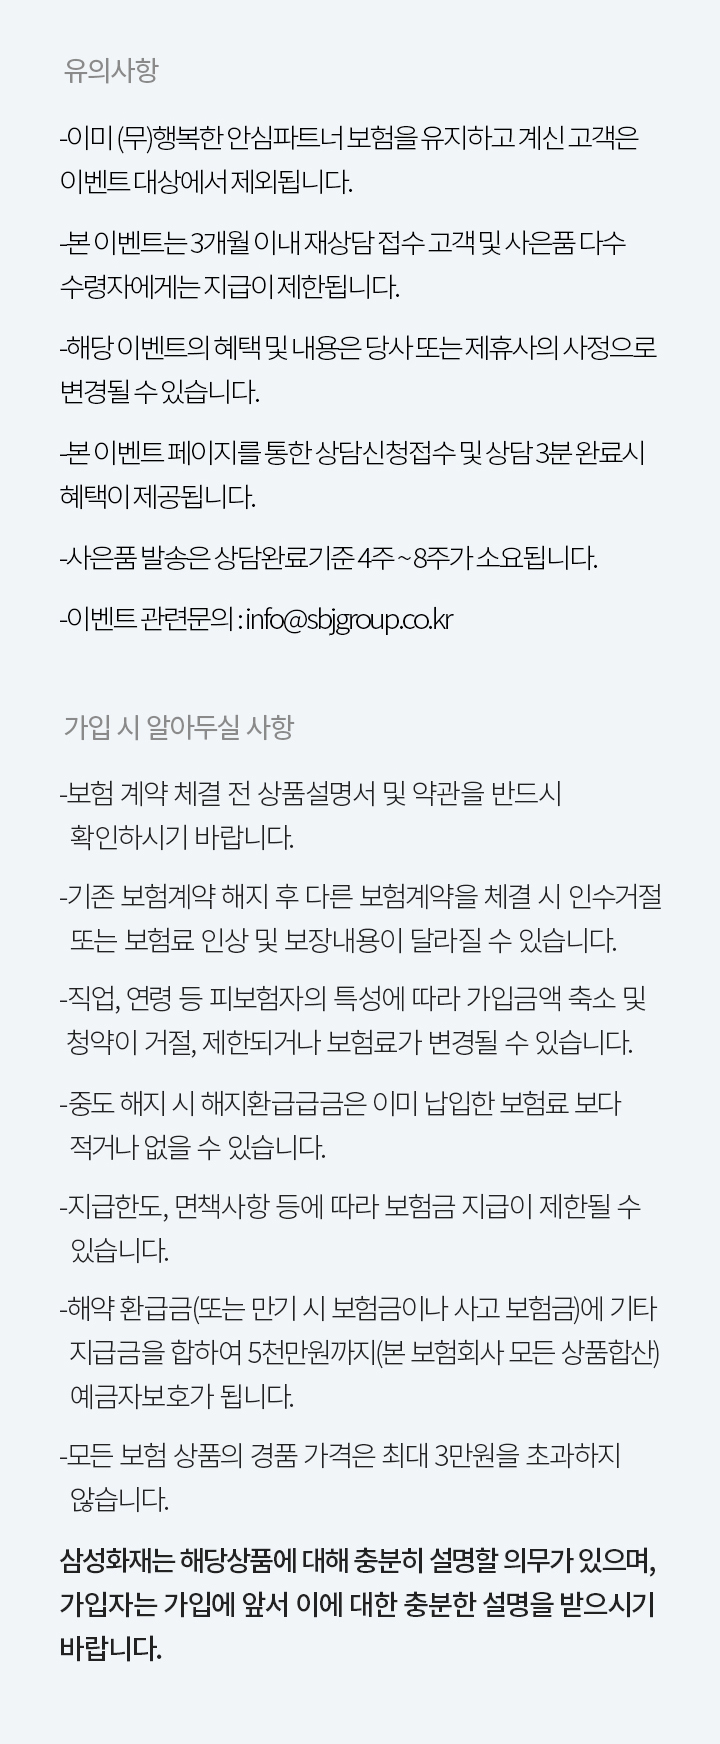 유의사항
-이미 (무)행복한 안심파트너 보험을 유지하고 계신 고객은
이벤트 대상에서 제외됩니다.
-본 이벤트는 3개월 이내 재상담 접수 고객 및 사은품 다수
수령자에게는 지급이 제한됩니다.
-해당 이벤트의 혜택 및 내용은 당사 또는 제휴사의 사정으로
변경될 수 있습니다.
-본 이벤트 페이지를 통한 상담신청접수 및 상담 3분 완료시
혜택이 제공됩니다.
-사은품 발송은 상담완료기준 4주 ~ 8주가 소요됩니다.
-이벤트 관련문의 : info@sbjgroup.co.kr
가입 시 알아두실 사항
-보험 계약 체결 전 상품설명서 및 약관을 반드시
확인하시기 바랍니다.
-기존 보험계약 해지 후 다른 보험계약을 체결 시 인수거절
또는 보험료 인상 및 보장내용이 달라질 수 있습니다.
-직업, 연령 등 피보험자의 특성에 따라 가입금액 축소 및
청약이 거절, 제한되거나 보험료가 변경될 수 있습니다.
-중도 해지 시 해지환급급금은 이미 납입한 보험료 보다
적거나 없을 수 있습니다.
-지급한도, 면책사항 등에 따라 보험금 지급이 제한될 수
있습니다.
-해약 환급금(또는 만기 시 보험금이나 사고 보험금)에 기타
지급금을 합하여 5천만원까지(본 보험회사 모든 상품합산)
예금자보호가 됩니다.
-모든 보험 상품의 경품 가격은 최대 3만원을 초과하지
않습니다.
삼성화재는 해당상품에 대해 충분히 설명할 의무가 있으며,
가입자는 가입에 앞서 이에 대한 충분한 설명을 받으시기
바랍니다.